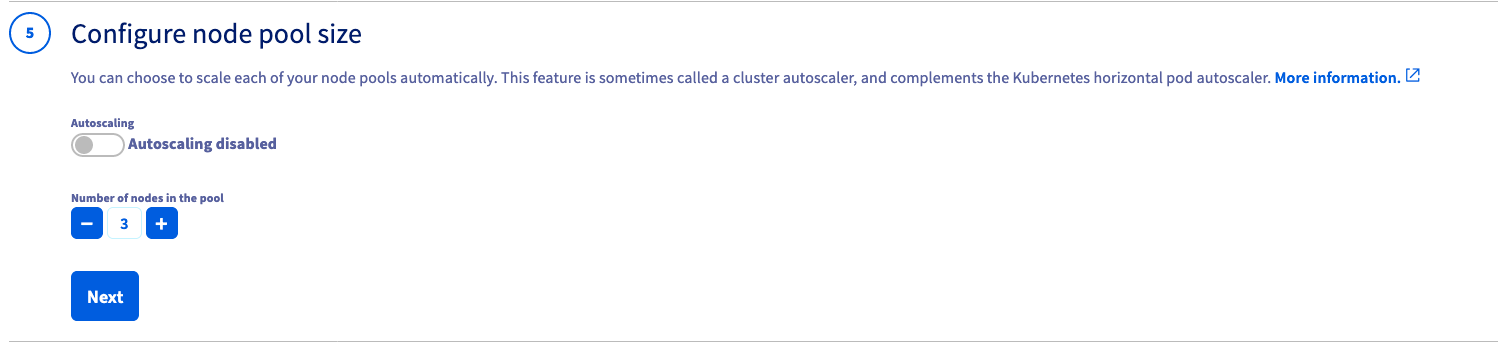 5
Configure node pool size
You can choose to scale each of your node pools automatically. This feature is sometimes called a cluster autoscaler, and complements the Kubernetes horizontal pod autoscaler. More information.
Autoscaling
Autoscaling disabled
Number of nodes in the pool
− 3 +
Next